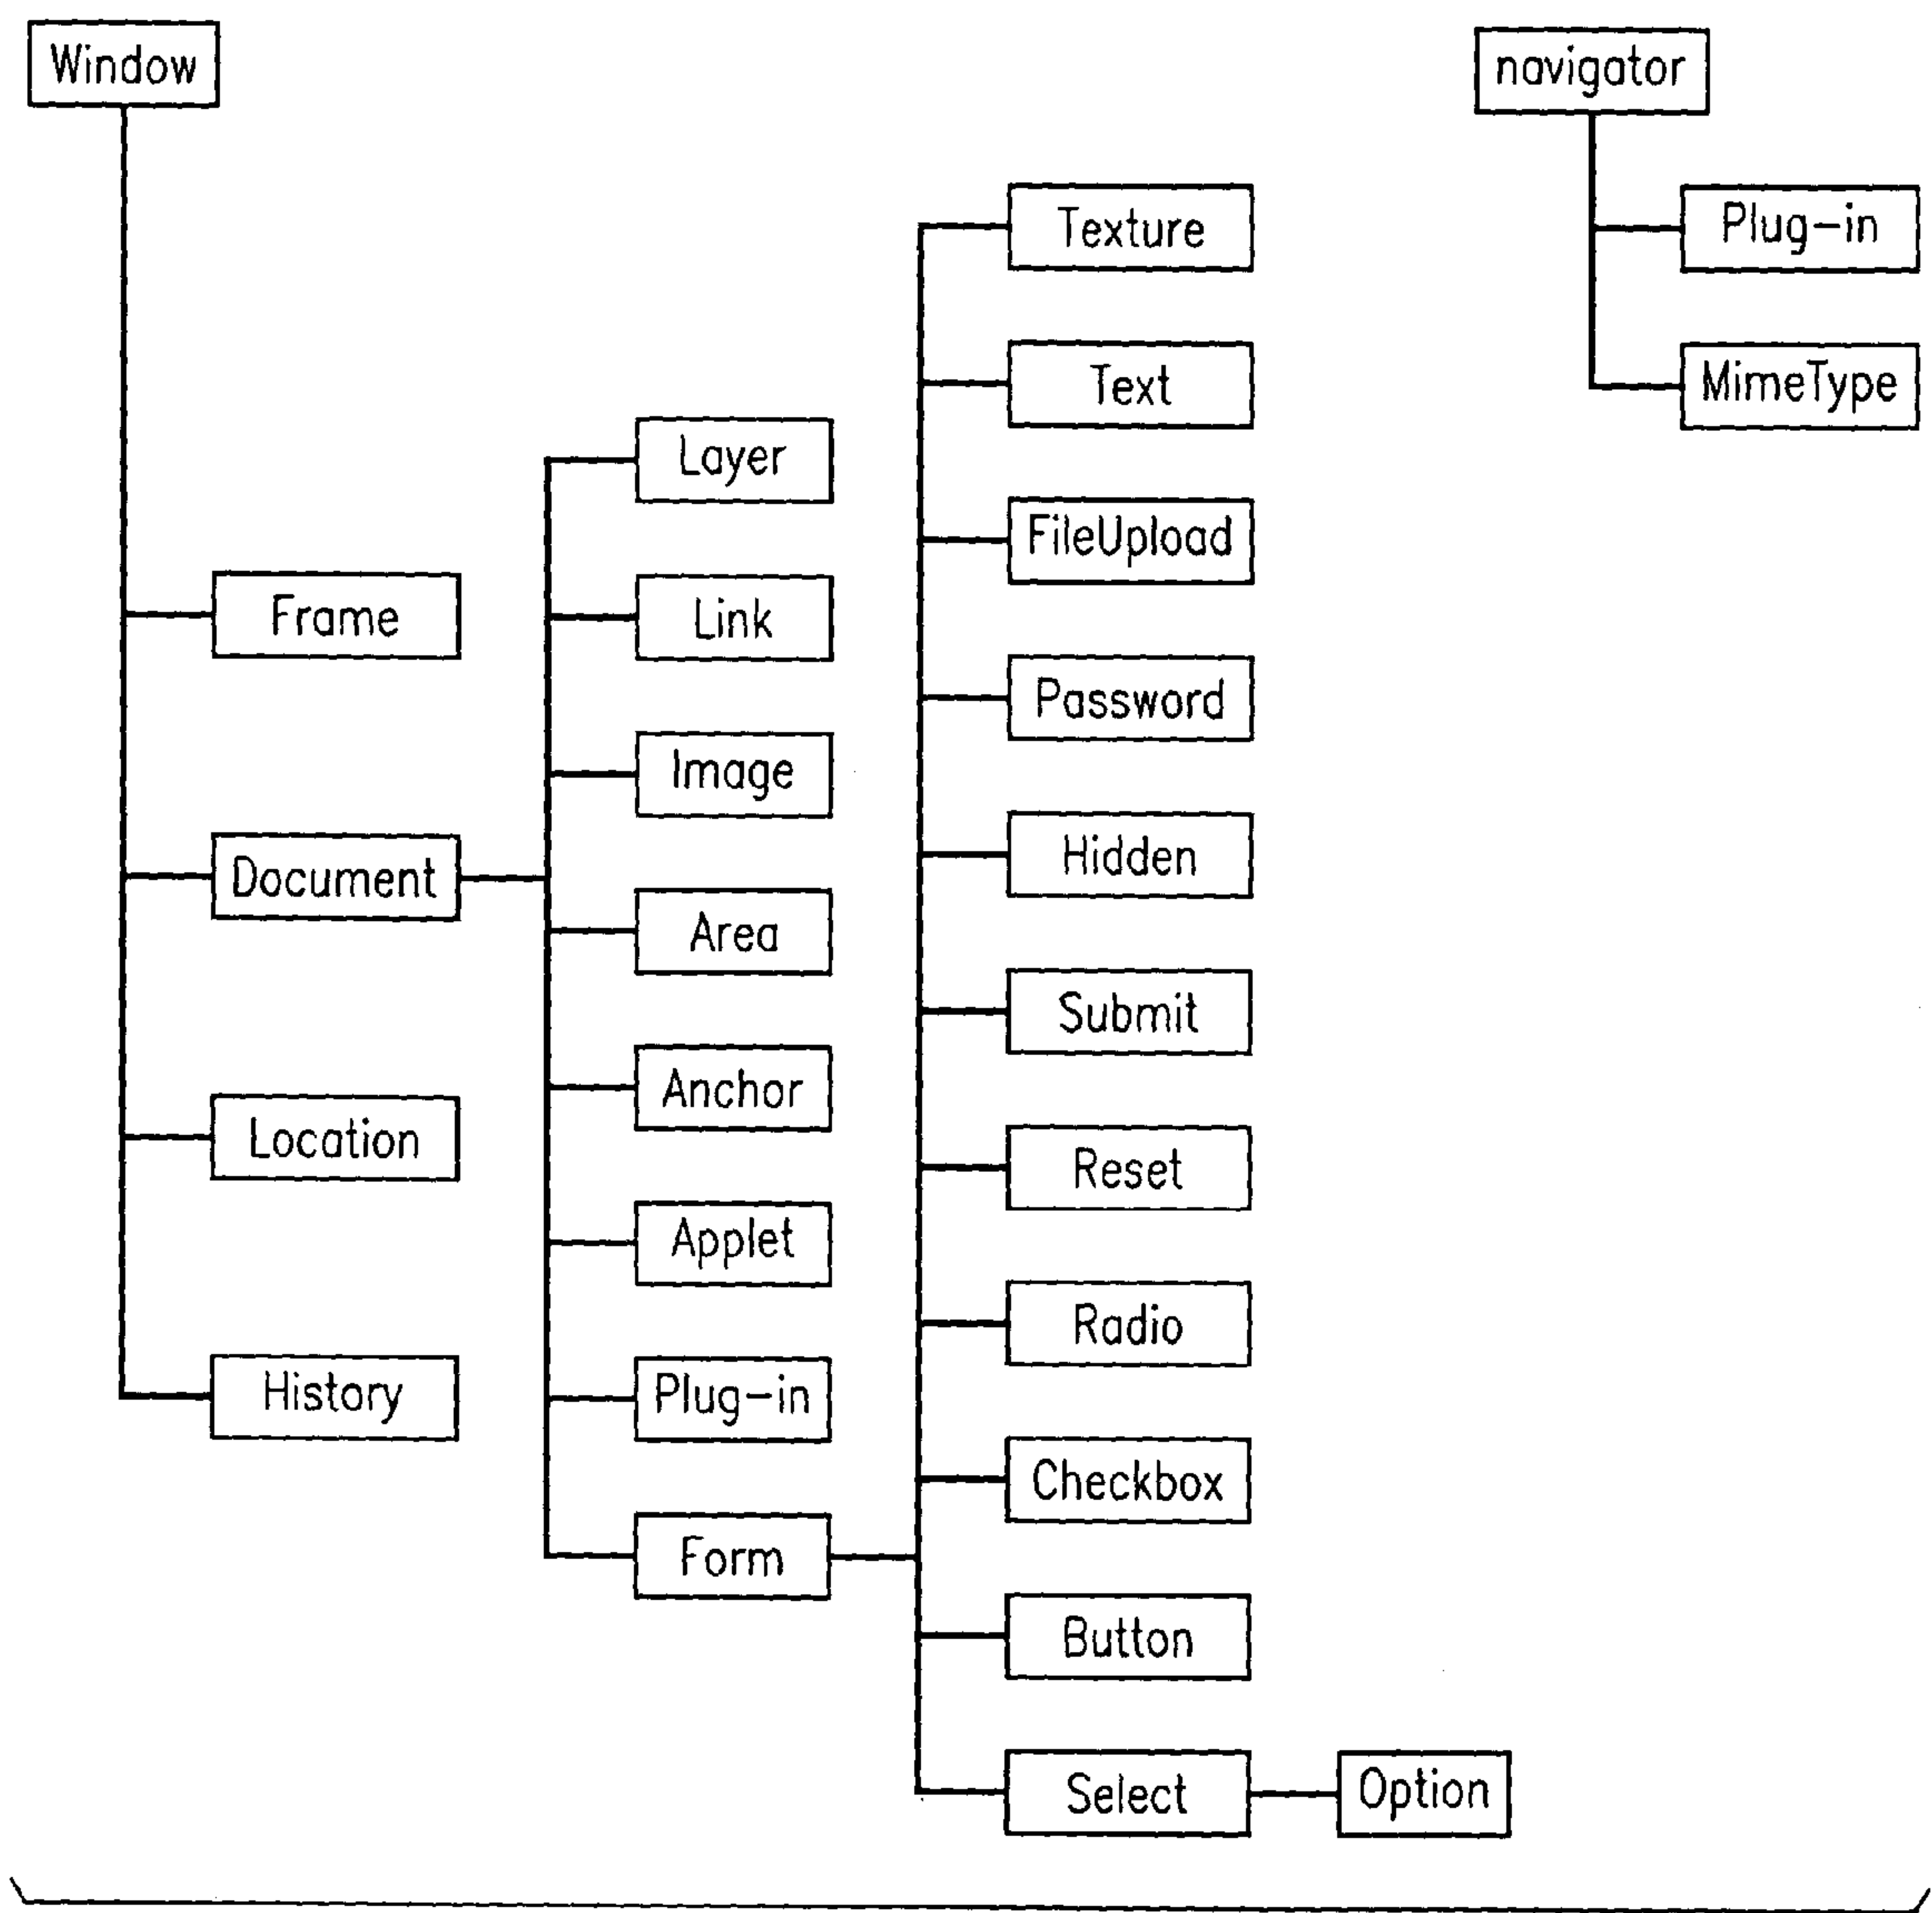 Window
navigator
Texture
Plug-in
Text
MimeType
Layer
FileUpload
Frame
Link
Password
Image
Hidden
Document
Area
Submit
Location
Anchor
Reset
Applet
Radio
History
Plug-in
Checkbox
Form
Button
Select
Option